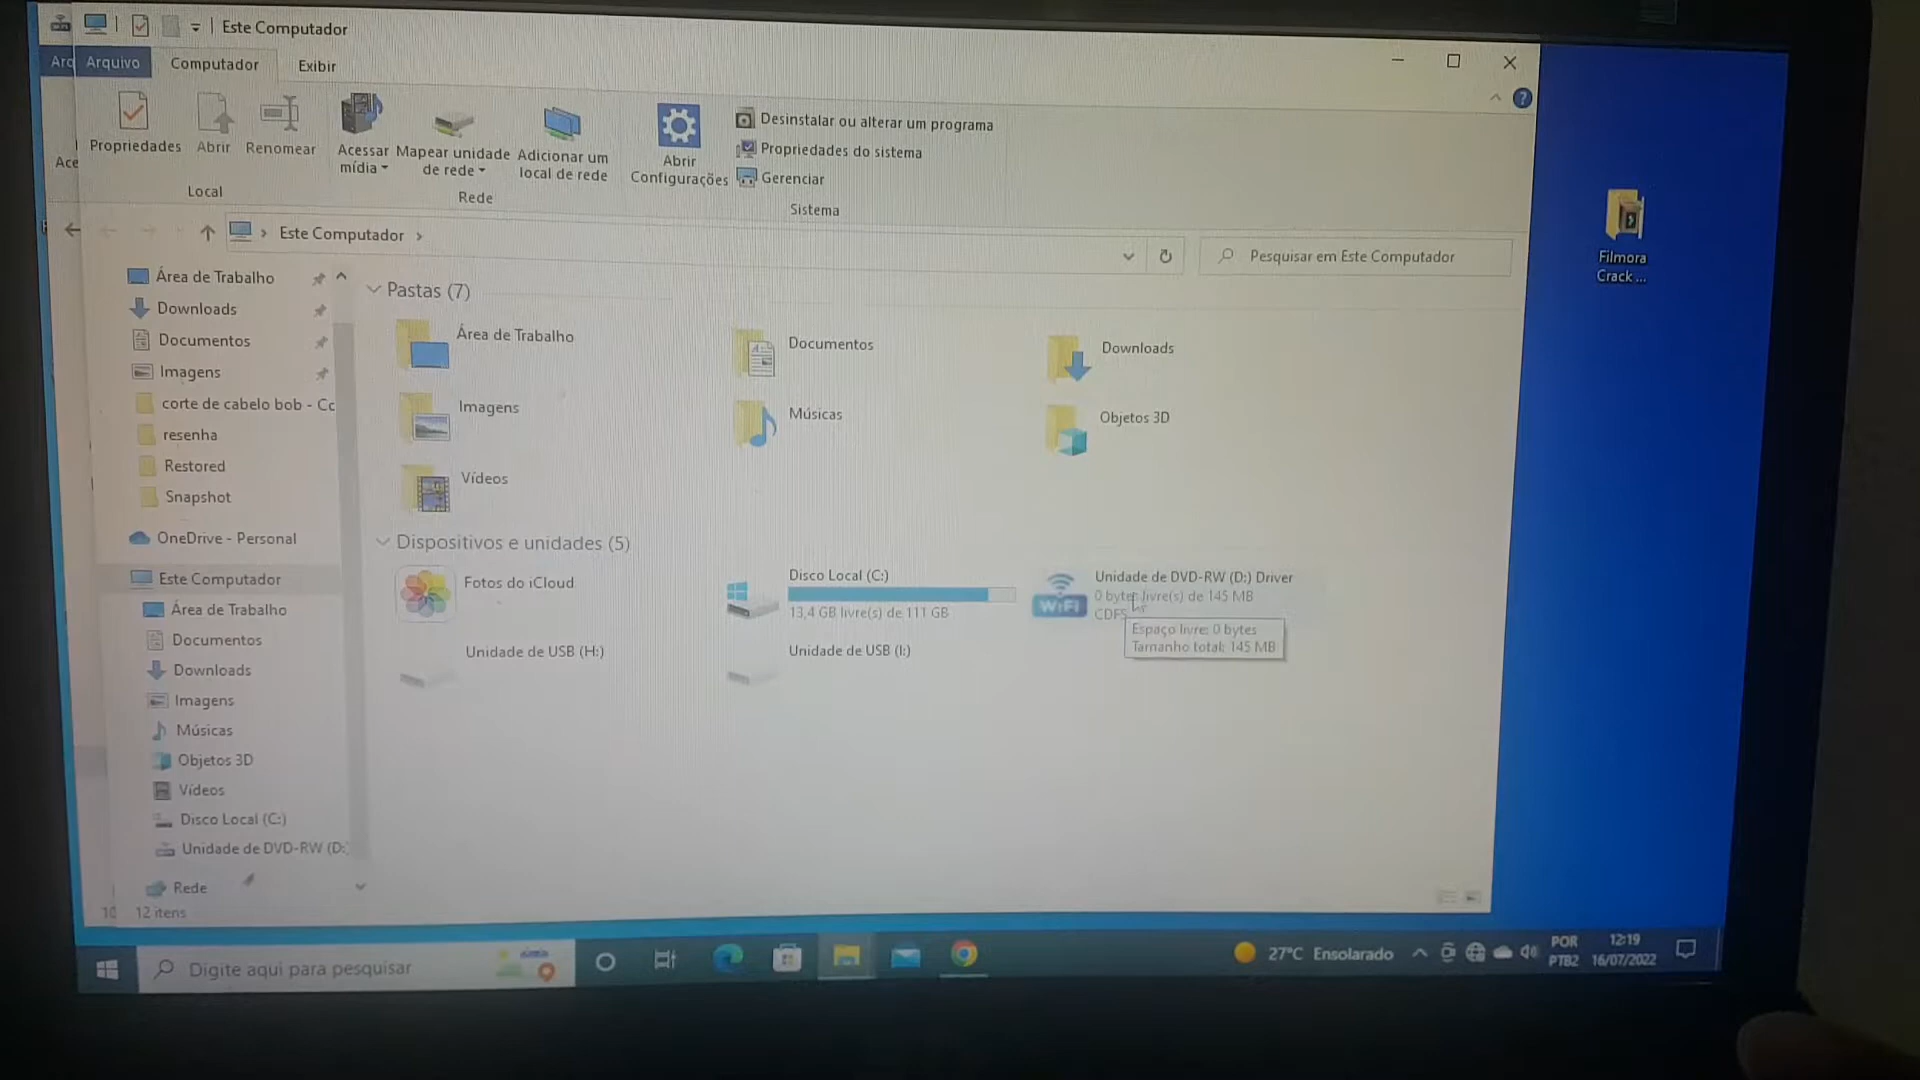 Este Computador
Arq Arquivo Computador Exibir
Propriedades
Abrir
Renomear
Local
Acessar
mídia
Mapear unidade
de rede
Adicionar um
local de rede
Rede
Abrir
Configurações
Desinstalar ou alterar um programa
Propriedades do sistema
Gerenciar
Sistema
Ace
Este Computador
Pesquisar em Este Computador
Área de Trabalho
Downloads
Documentos
Imagens
corte de cabelo bob - Cc
resenha
Restored
Snapshot
OneDrive - Personal
Este Computador
Área de Trabalho
Documentos
Downloads
Imagens
Músicas
Objetos 3D
Vídeos
Disco Local (C:)
Unidade de DVD-RW (D:
Rede
Pastas (7)
Área de Trabalho
Documentos
Downloads
Imagens
Músicas
Objetos 3D
Vídeos
Dispositivos e unidades (5)
Fotos do iCloud
Disco Local (C:)
13,4 GB livre(s) de 111 GB
WiFi
Unidade de DVD-RW (D:) Driver
0 bytes livre(s) de 145 MB
CDFS
Espaço livre: 0 bytes
Tamanho total: 145 MB
Unidade de USB (H:)
Unidade de USB (I:)
12 itens
Filmora
Crack ...
Digite aqui para pesquisar
27°C Ensolarado
POR
PTB2
12:19
16/07/2022